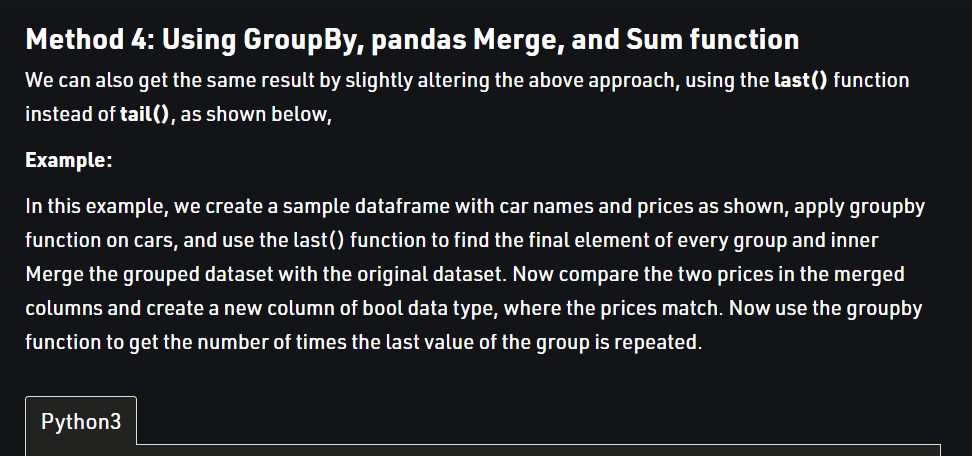 Method 4: Using GroupBy, pandas Merge, and Sum function
We can also get the same result by slightly altering the above approach, using the last() function
instead of tail(), as shown below,
Example:
In this example, we create a sample dataframe with car names and prices as shown, apply groupby
function on cars, and use the last() function to find the final element of every group and inner
Merge the grouped dataset with the original dataset. Now compare the two prices in the merged
columns and create a new column of bool data type, where the prices match. Now use the groupby
function to get the number of times the last value of the group is repeated.
Python3